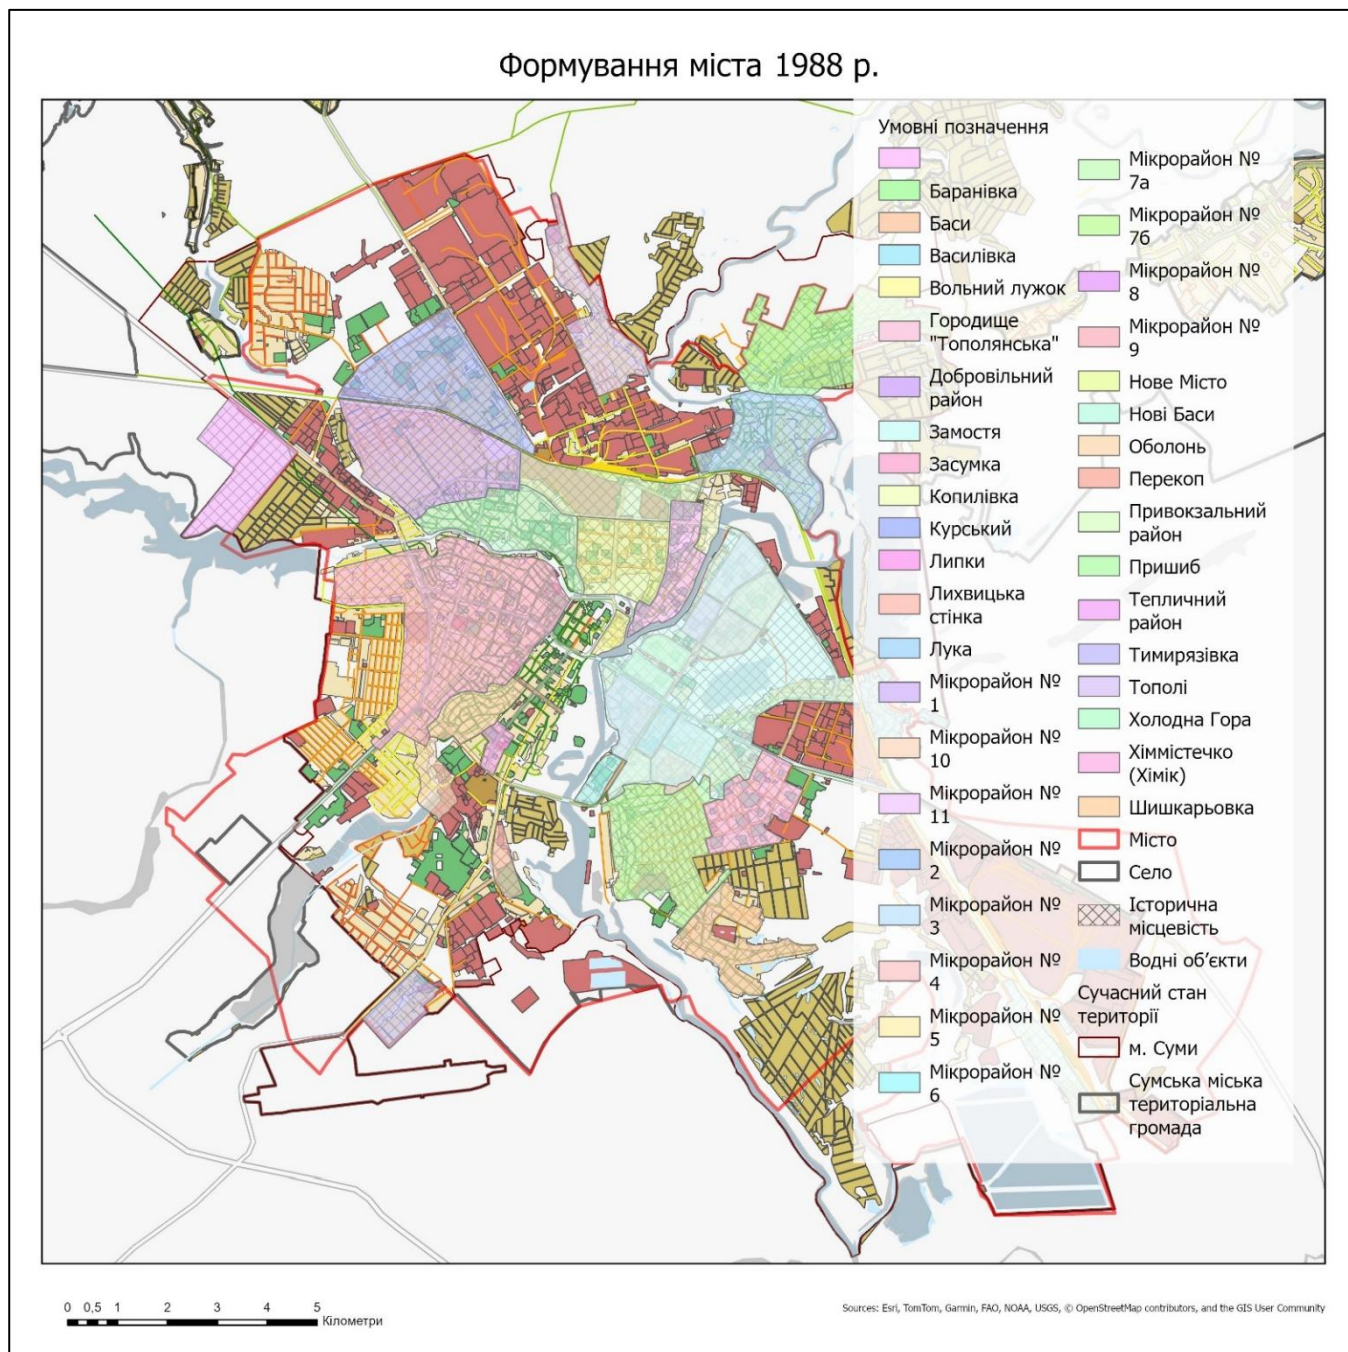 Формування міста 1988 р.
Умовні позначення
Баранівка
Баси
Василівка
Вольний лужок
Городище
"Тополянська"
Добровільний
район
Замостя
Засумка
Копилівка
Курський
Липки
Лихвицька
стінка
Лука
Мікрорайон №
1
Мікрорайон №
10
Мікрорайон №
11
Мікрорайон №
2
Мікрорайон №
3
Мікрорайон №
4
Мікрорайон №
5
Мікрорайон №
6
Мікрорайон №
7а
Мікрорайон №
7б
Мікрорайон №
8
Мікрорайон №
9
Нове Місто
Нові Баси
Оболонь
Перекоп
Привокзальний
район
Пришиб
Тепличний
район
Тимирязівка
Тополі
Холодна Гора
Хіммістечко
(Хімік)
Шишкарьовка
Місто
Село
Історична
місцевість
Водні об’єкти
Сучасний стан
території
м. Суми
Сумська міська
територіальна
громада
0 0,5 1 2 3 4 5
Кілометри
Sources: Esri, TomTom, Garmin, FAO, NOAA, USGS, © OpenStreetMap contributors, and the GIS User Community